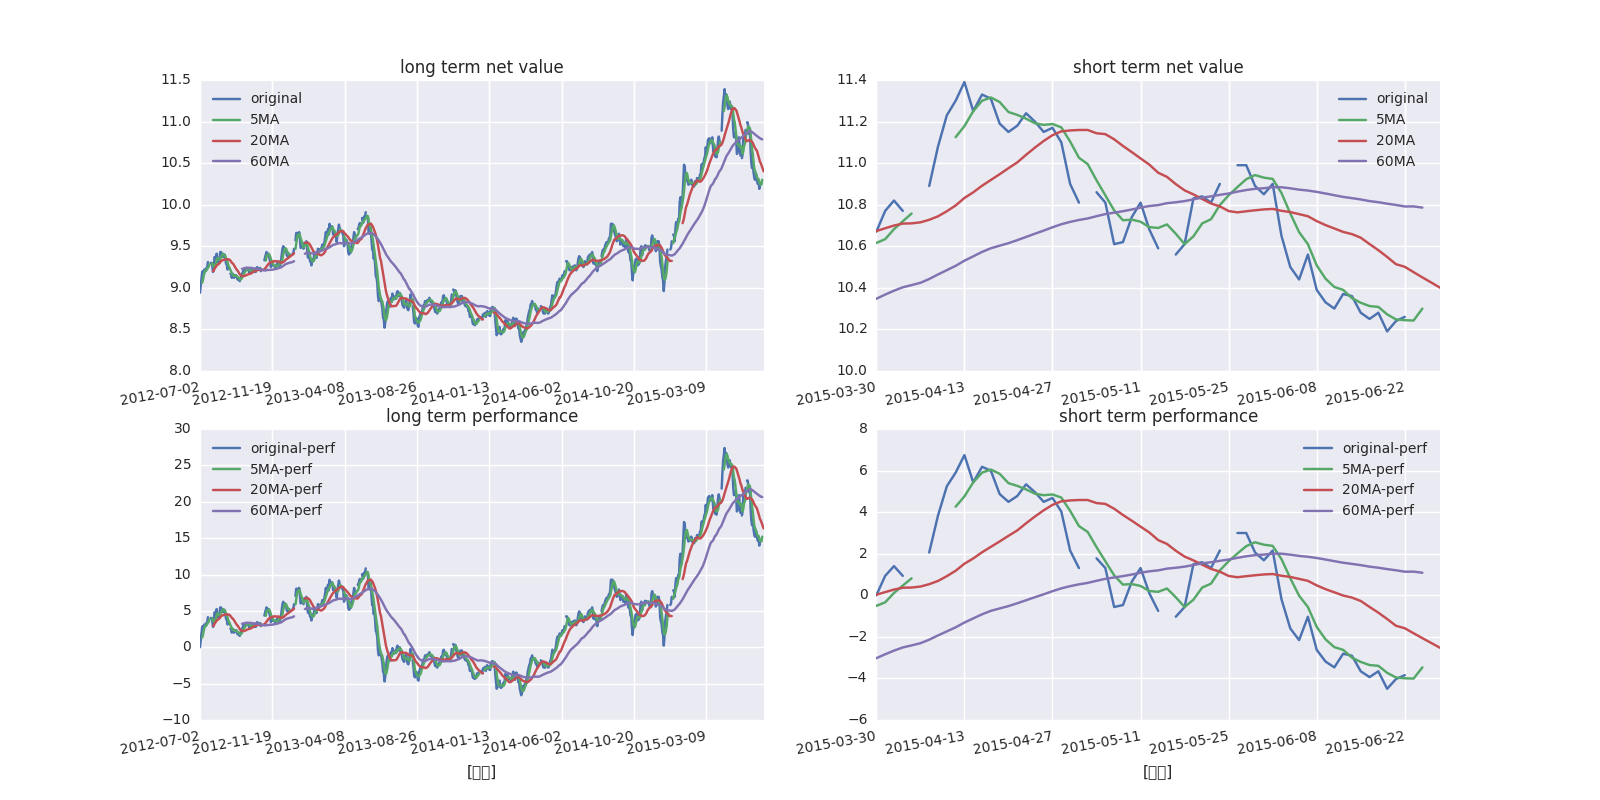 long term net value
11.5
11.0
10.5
10.0
9.5
9.0
8.5
8.0
original
5MA
20MA
60MA
2012-07-02 2012-11-19 2013-04-08 2013-08-26 2014-01-13 2014-06-02 2014-10-20 2015-03-09
short term net value
11.4
11.2
11.0
10.8
10.6
10.4
10.2
10.0
original
5MA
20MA
60MA
2015-03-30 2015-04-13 2015-04-27 2015-05-11 2015-05-25 2015-06-08 2015-06-22
long term performance
30
25
20
15
10
5
0
−5
−10
original-perf
5MA-perf
20MA-perf
60MA-perf
2012-07-02 2012-11-19 2013-04-08 2013-08-26 2014-01-13 2014-06-02 2014-10-20 2015-03-09
[▯▯]
short term performance
8
6
4
2
0
−2
−4
−6
original-perf
5MA-perf
20MA-perf
60MA-perf
2015-03-30 2015-04-13 2015-04-27 2015-05-11 2015-05-25 2015-06-08 2015-06-22
[▯▯]